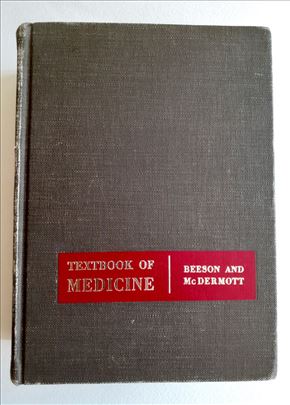 TEXTBOOK OF
MEDICINE
BEESON AND
McDERMOTT